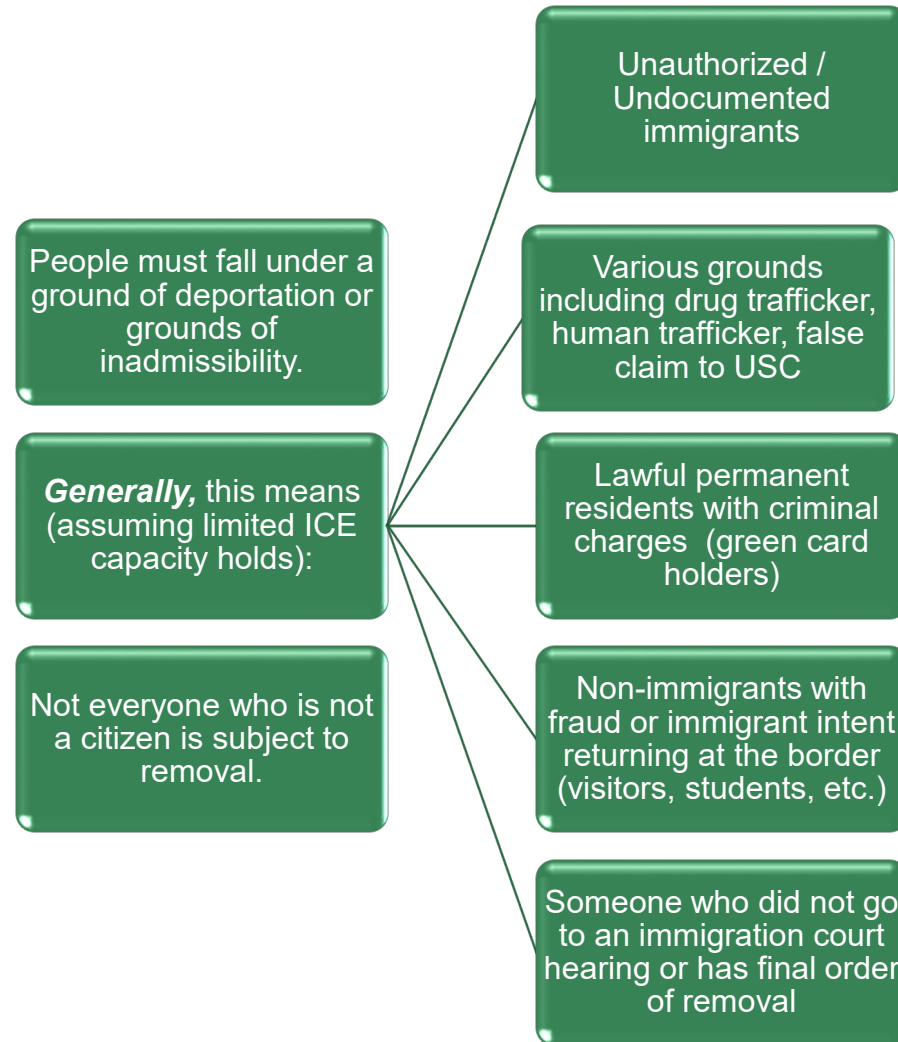 People must fall under a
ground of deportation or
grounds of
inadmissibility.
Generally, this means
(assuming limited ICE
capacity holds):
Not everyone who is not
a citizen is subject to
removal.
Unauthorized /
Undocumented
immigrants
Various grounds
including drug trafficker,
human trafficker, false
claim to USC
Lawful permanent
residents with criminal
charges  (green card
holders)
Non-immigrants with
fraud or immigrant intent
returning at the border
(visitors, students, etc.)
Someone who did not go
to an immigration court
hearing or has final order
of removal